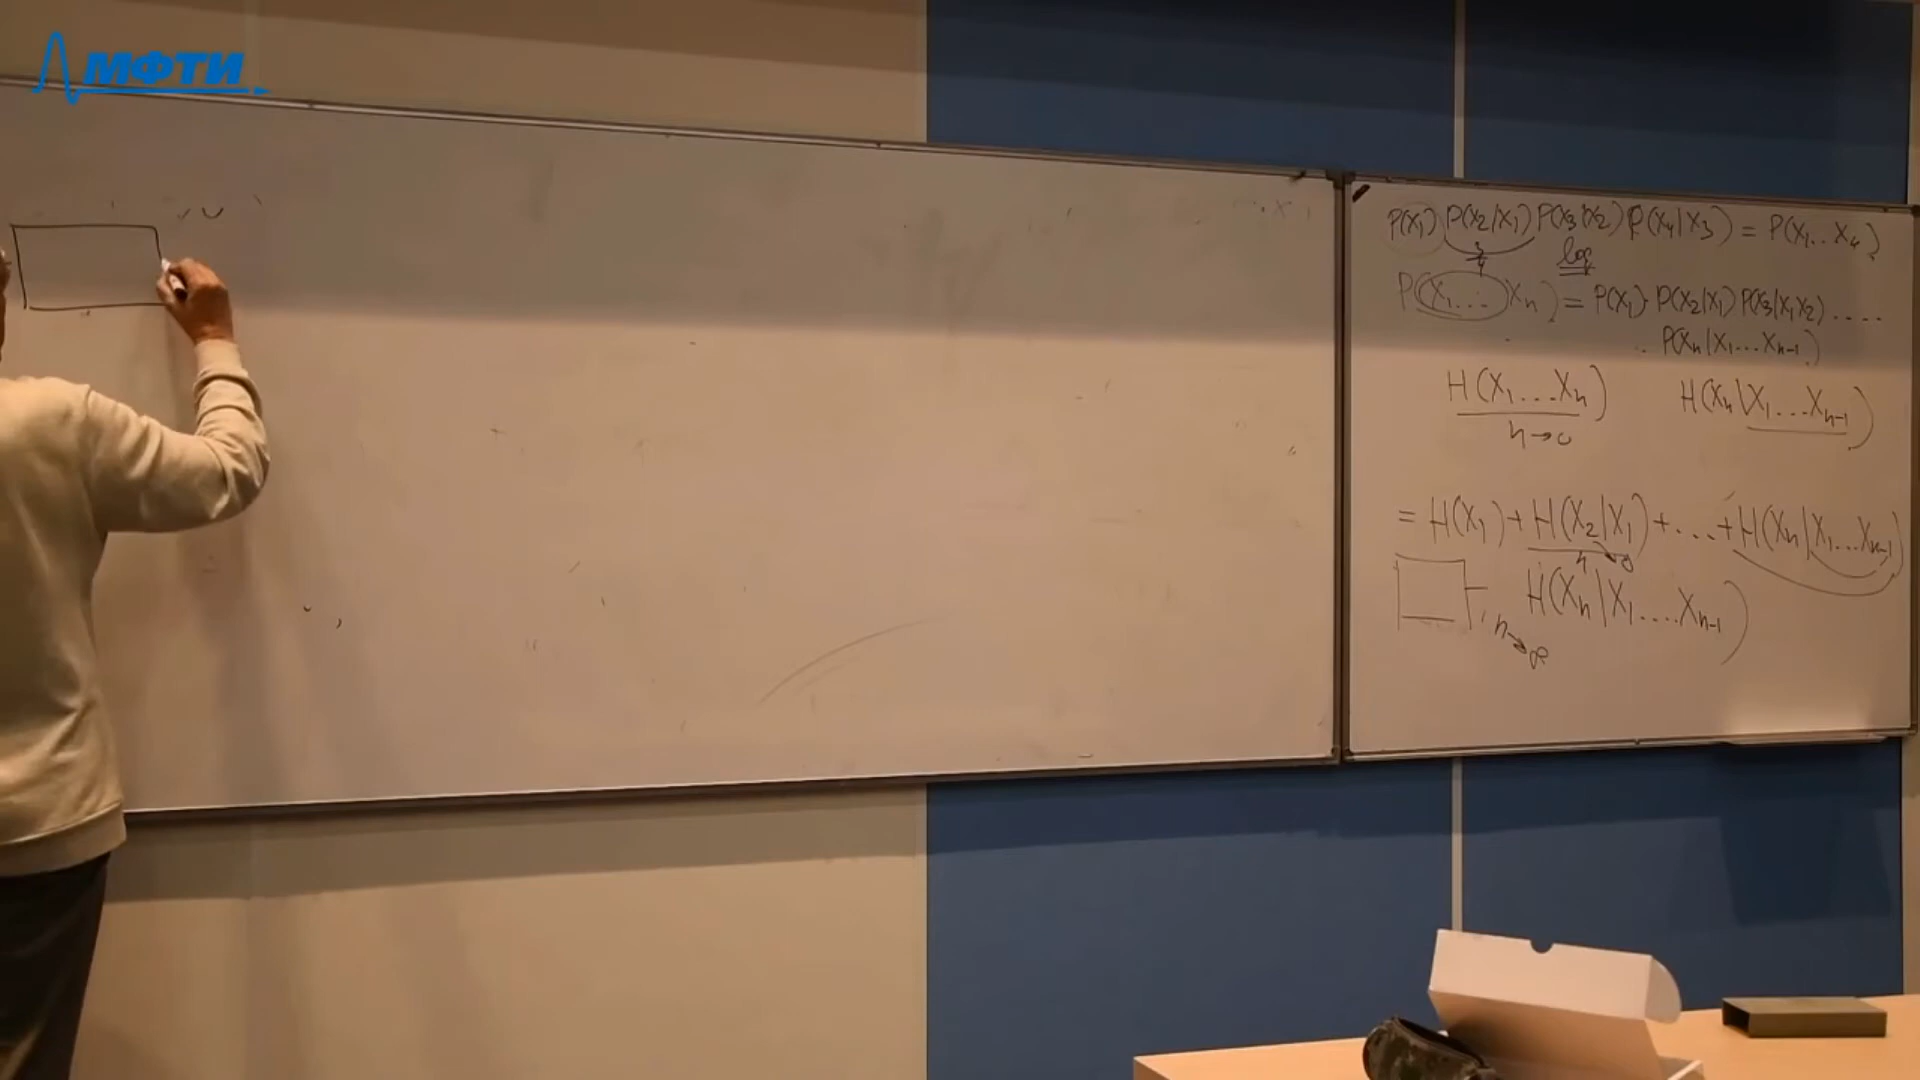 МФТИ
P(X₁) P(X₂|X₁) P(X₃|X₂) P(X₄|X₃) = P(X₁..X₄)
log
P(X₁... Xₙ) = P(X₁) P(X₂|X₁) P(X₃|X₁X₂)....
P(Xₙ|X₁...Xₙ₋₁)
H(X₁...Xₙ) H(Xₙ|X₁...Xₙ₋₁)
= H(X₁) + H(X₂|X₁) + ... + H(Xₙ|X₁...Xₙ₋₁)
H(Xₙ|X₁....Xₙ₋₁)
n→∞